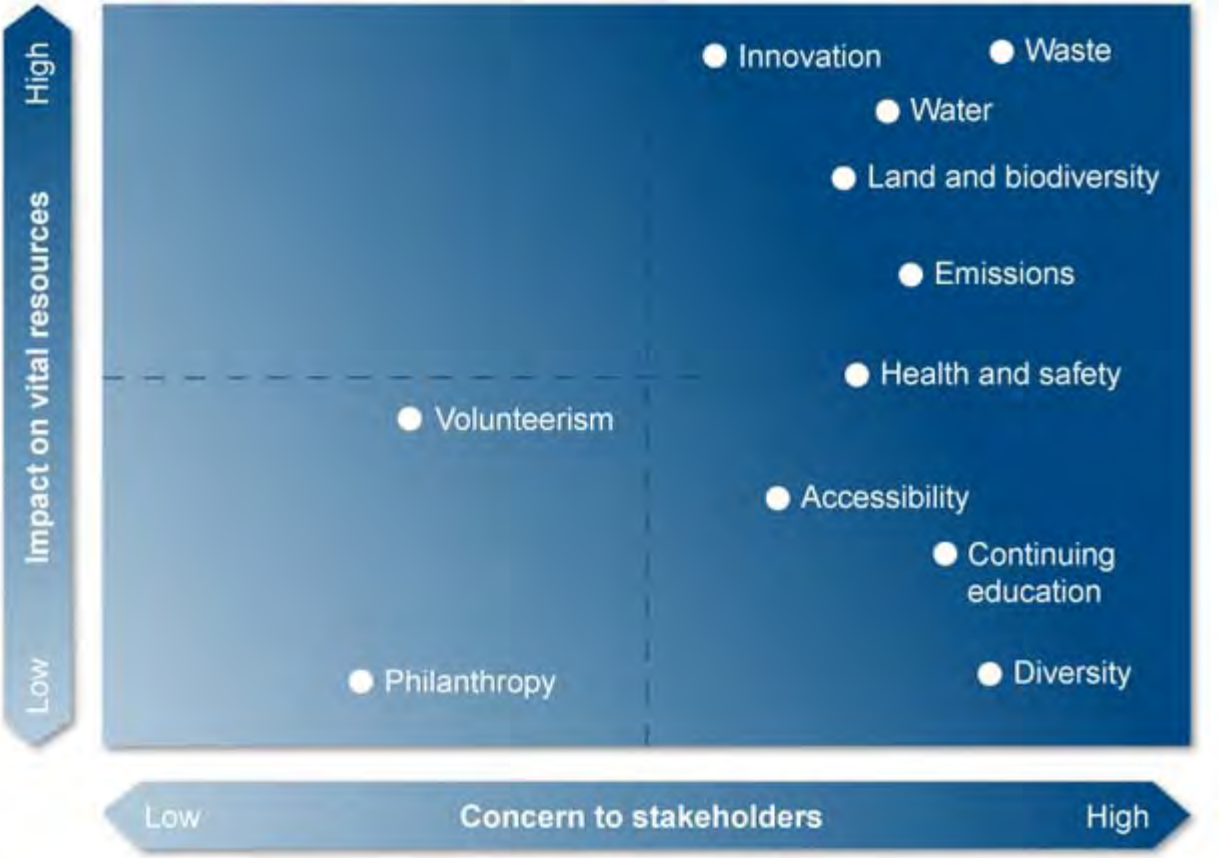 High
Impact on vital resources
Low
Innovation
Waste
Water
Land and biodiversity
Emissions
Health and safety
Volunteerism
Accessibility
Continuing
education
Philanthropy
Diversity
Low
Concern to stakeholders
High